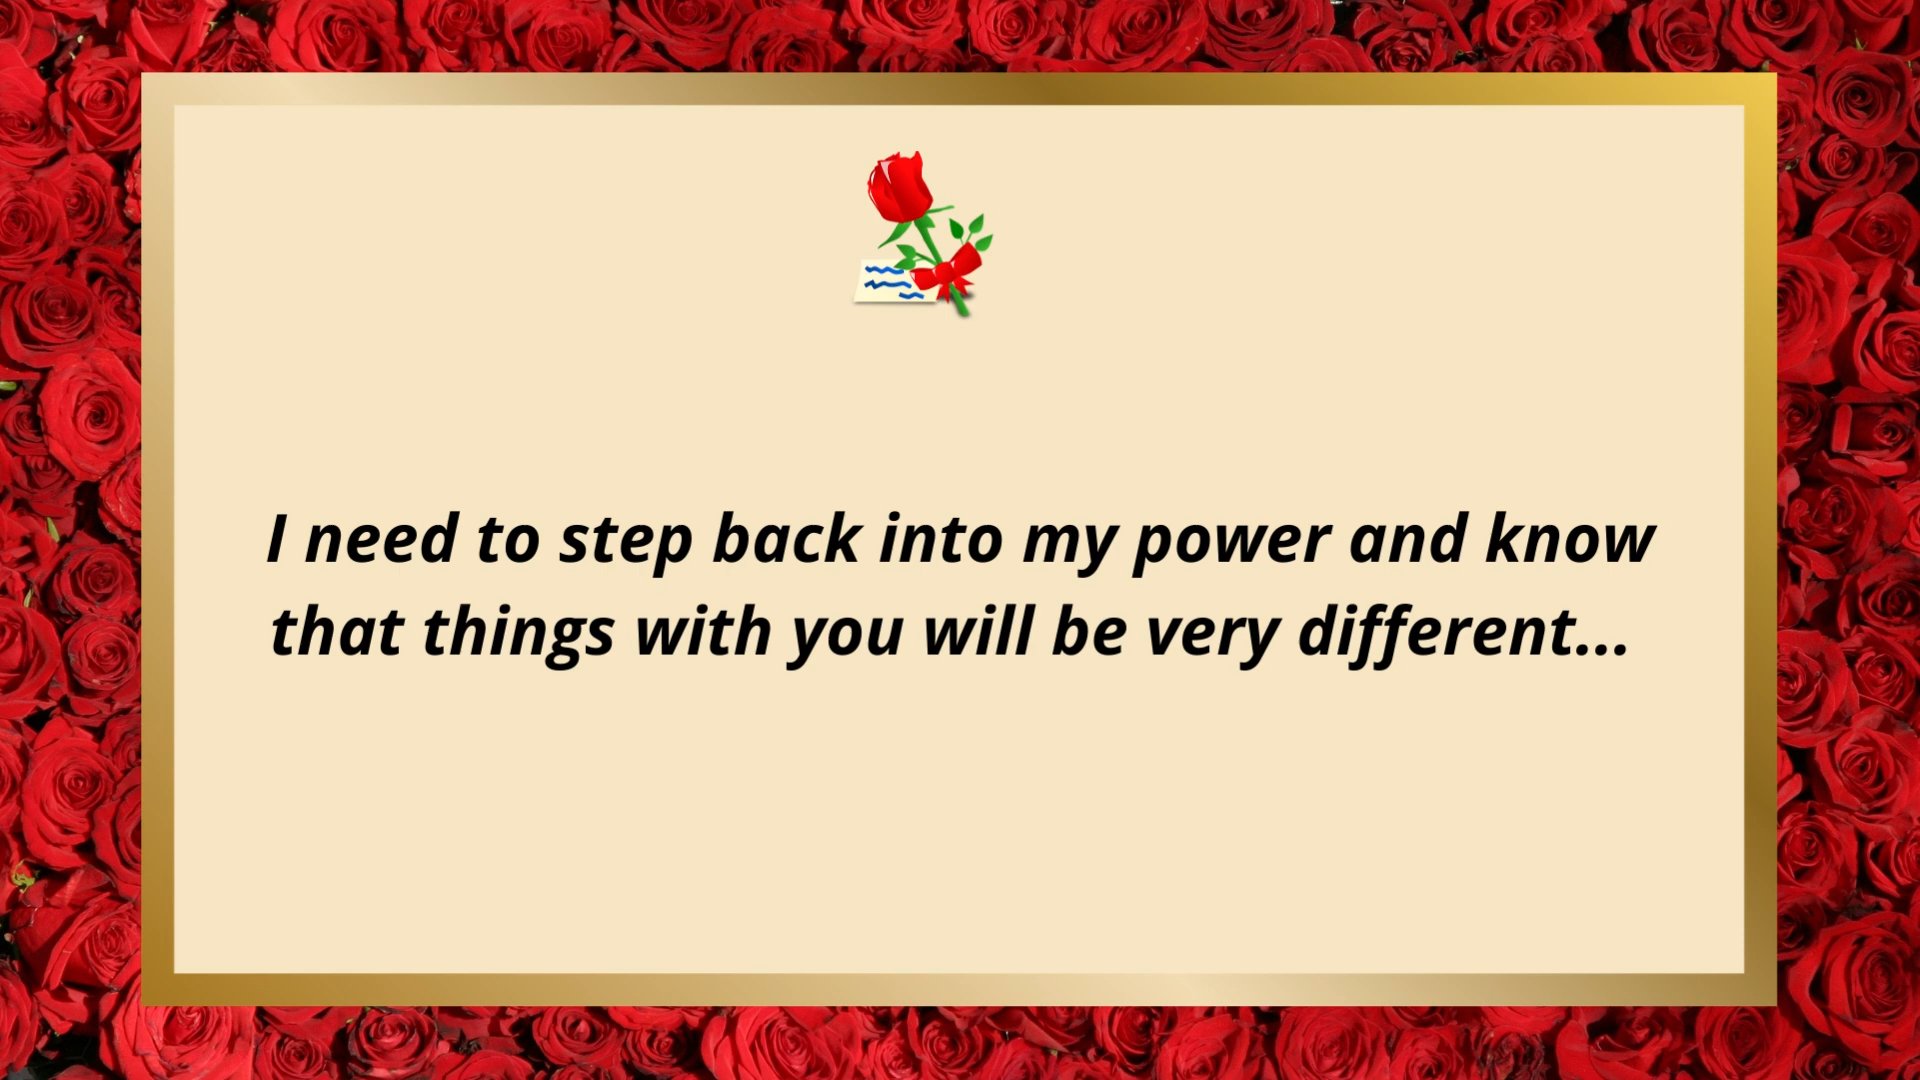 I need to step back into my power and know
that things with you will be very different...